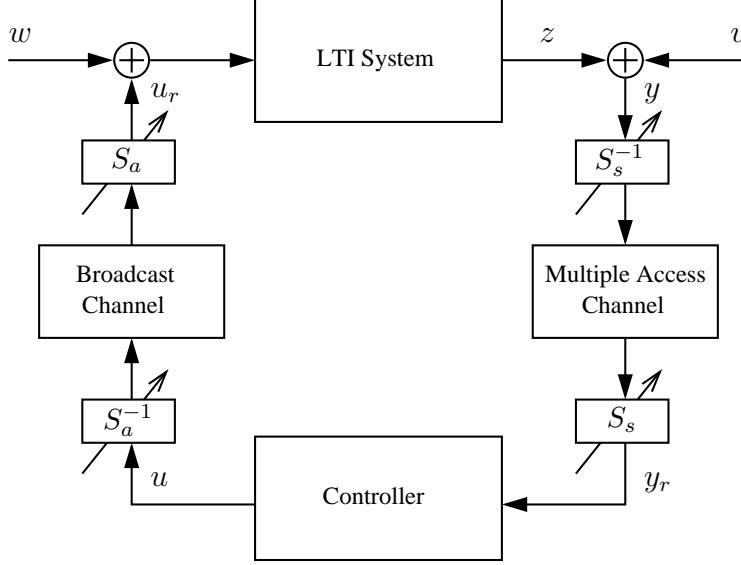 w
LTI System
z
v
u_r
y
S_a
S_s^{-1}
Broadcast
Channel
Multiple Access
Channel
S_a^{-1}
S_s
u
Controller
y_r